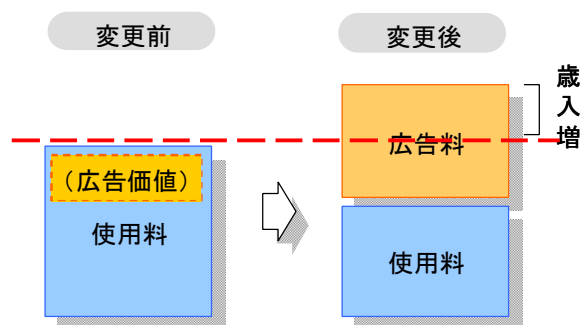 変更前
変更後
歳入増
広告料
（広告価値）
使用料
使用料